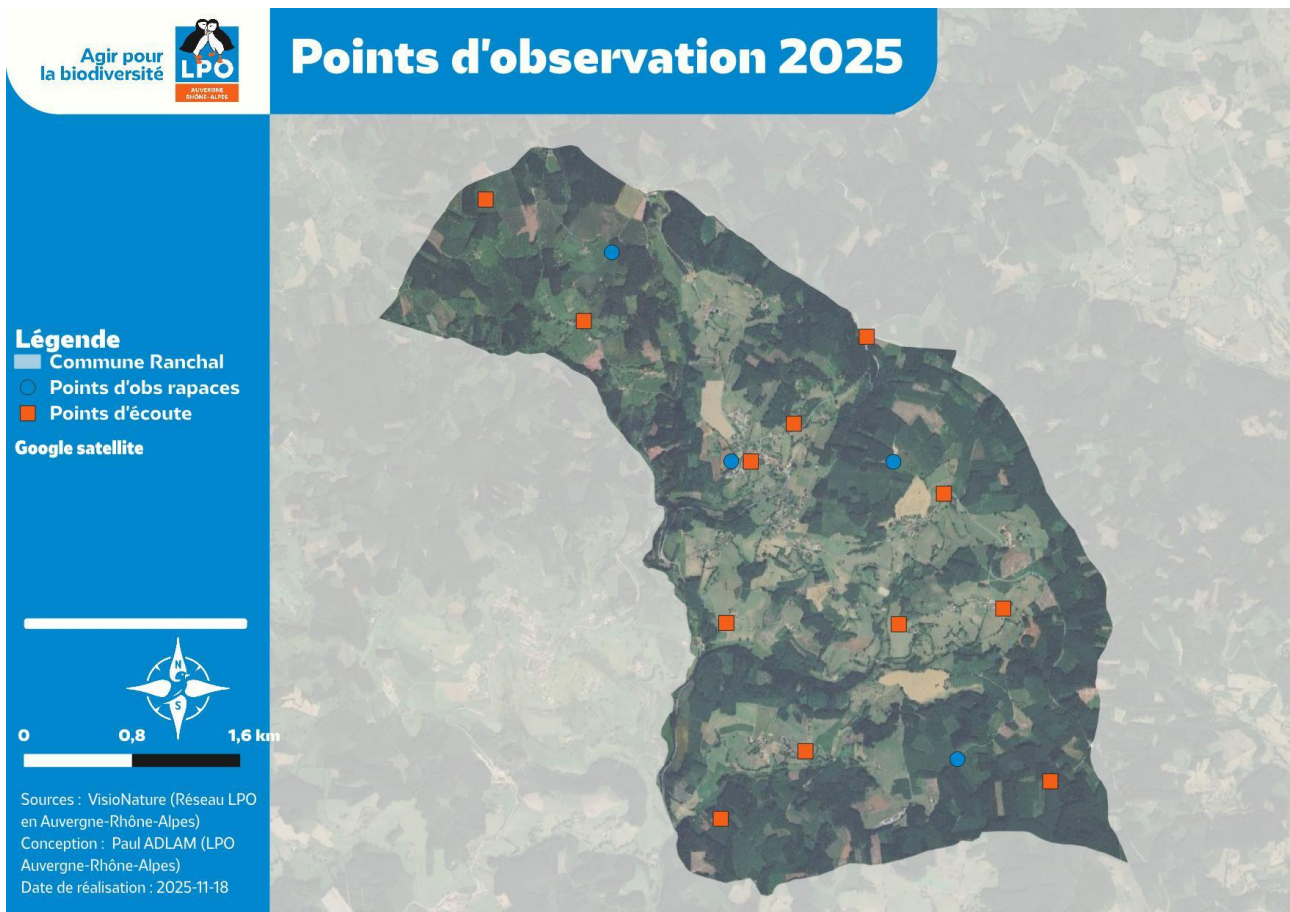 Agir pour
la biodiversité
LPO
AUVERGNE
RHÔNE-ALPES
Points d'observation 2025
Légende
Commune Ranchal
Points d'obs rapaces
Points d'écoute
Google satellite
N
S
0 0,8 1,6 km
Sources : VisioNature (Réseau LPO
en Auvergne-Rhône-Alpes)
Conception : Paul ADLAM (LPO
Auvergne-Rhône-Alpes)
Date de réalisation : 2025-11-18